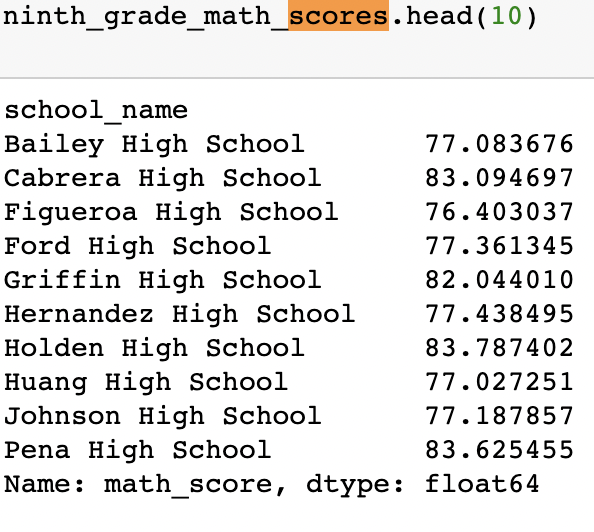 ninth_grade_math_scores.head(10)
school_name
Bailey High School 77.083676
Cabrera High School 83.094697
Figueroa High School 76.403037
Ford High School 77.361345
Griffin High School 82.044010
Hernandez High School 77.438495
Holden High School 83.787402
Huang High School 77.027251
Johnson High School 77.187857
Pena High School 83.625455
Name: math_score, dtype: float64